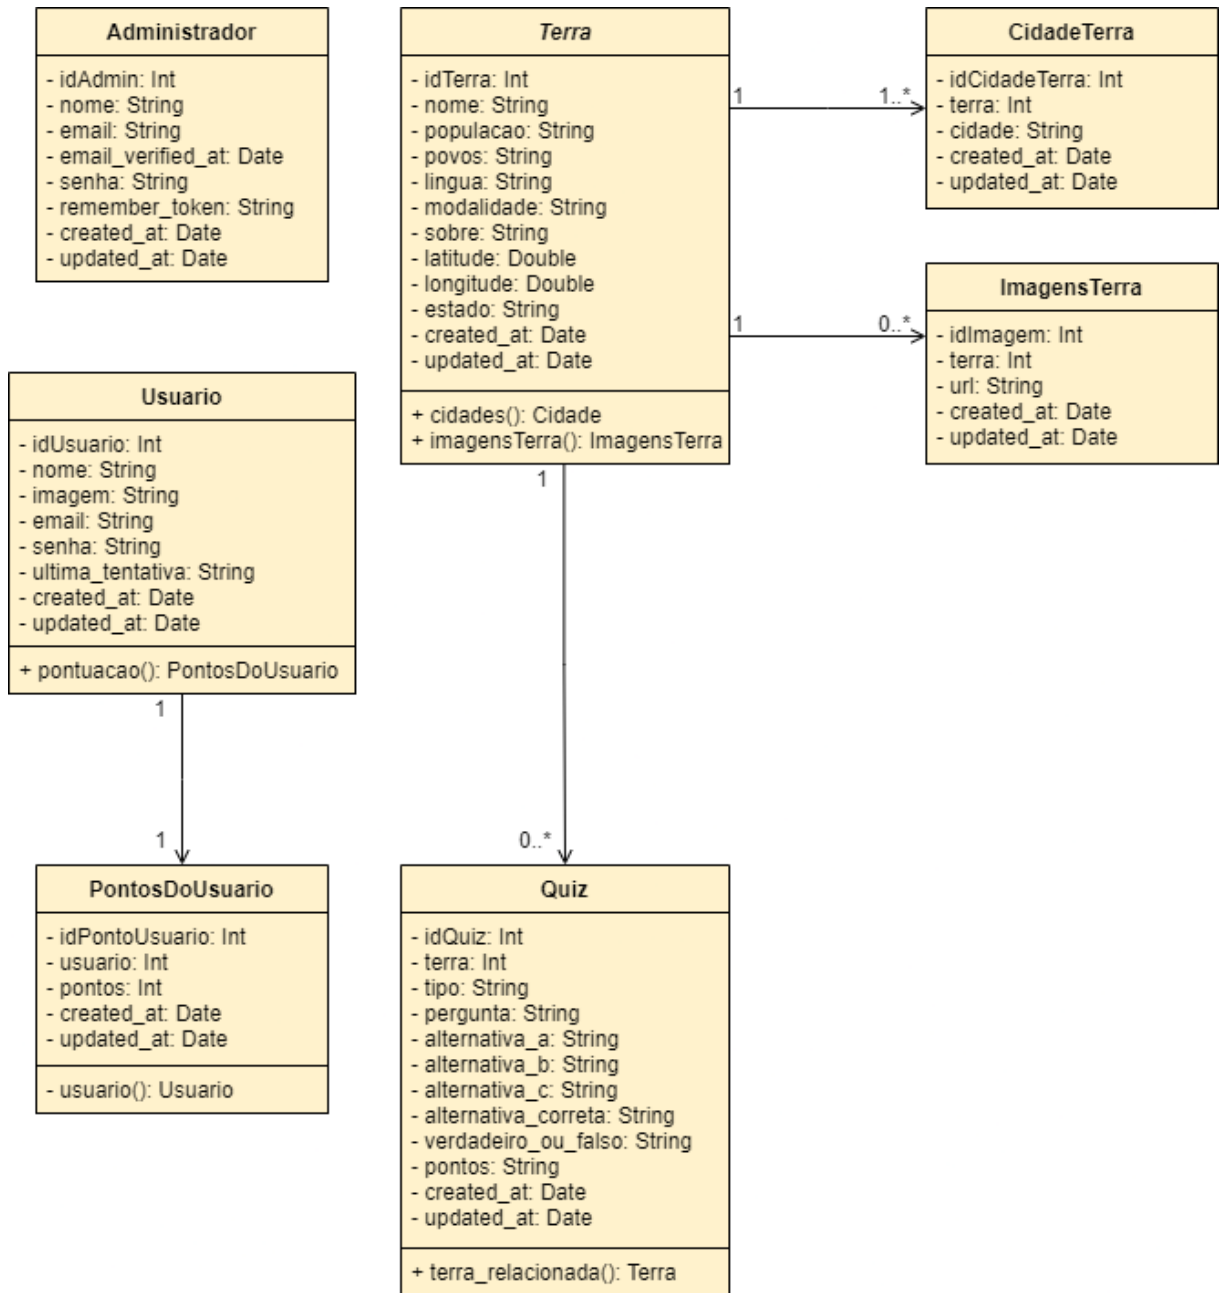 Administrador
- idAdmin: Int
- nome: String
- email: String
- email_verified_at: Date
- senha: String
- remember_token: String
- created_at: Date
- updated_at: Date
Terra
- idTerra: Int
- nome: String
- populacao: String
- povos: String
- lingua: String
- modalidade: String
- sobre: String
- latitude: Double
- longitude: Double
- estado: String
- created_at: Date
- updated_at: Date
+ cidades(): Cidade
+ imagensTerra(): ImagensTerra
1
1..*
CidadeTerra
- idCidadeTerra: Int
- terra: Int
- cidade: String
- created_at: Date
- updated_at: Date
1
0..*
ImagensTerra
- idImagem: Int
- terra: Int
- url: String
- created_at: Date
- updated_at: Date
Usuario
- idUsuario: Int
- nome: String
- imagem: String
- email: String
- senha: String
- ultima_tentativa: String
- created_at: Date
- updated_at: Date
+ pontuacao(): PontosDoUsuario
1
1
PontosDoUsuario
- idPontoUsuario: Int
- usuario: Int
- pontos: Int
- created_at: Date
- updated_at: Date
- usuario(): Usuario
1
0..*
Quiz
- idQuiz: Int
- terra: Int
- tipo: String
- pergunta: String
- alternativa_a: String
- alternativa_b: String
- alternativa_c: String
- alternativa_correta: String
- verdadeiro_ou_falso: String
- pontos: String
- created_at: Date
- updated_at: Date
+ terra_relacionada(): Terra